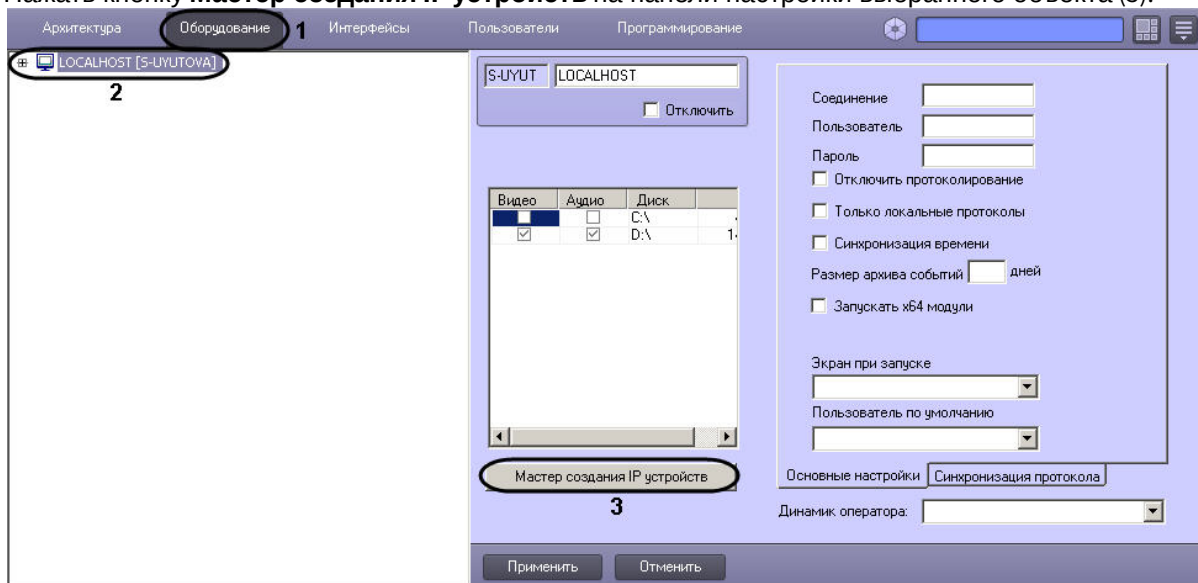 Нажать кнопку Мастер создания IP устройств на панели настройки выбранного объекта (3).
Архитектура Оборудование 1 Интерфейсы Пользователи Программирование
LOCALHOST [S-UYUTOVA]
2
S-UYUT LOCALHOST
Отключить
Видео Аудио Диск
C:\
D:\ 1
Мастер создания IP устройств
3
Соединение
Пользователь
Пароль
Отключить протоколирование
Только локальные протоколы
Синхронизация времени
Размер архива событий дней
Запускать x64 модули
Экран при запуске
Пользователь по умолчанию
Основные настройки Синхронизация протокола
Динамик оператора:
Применить Отменить